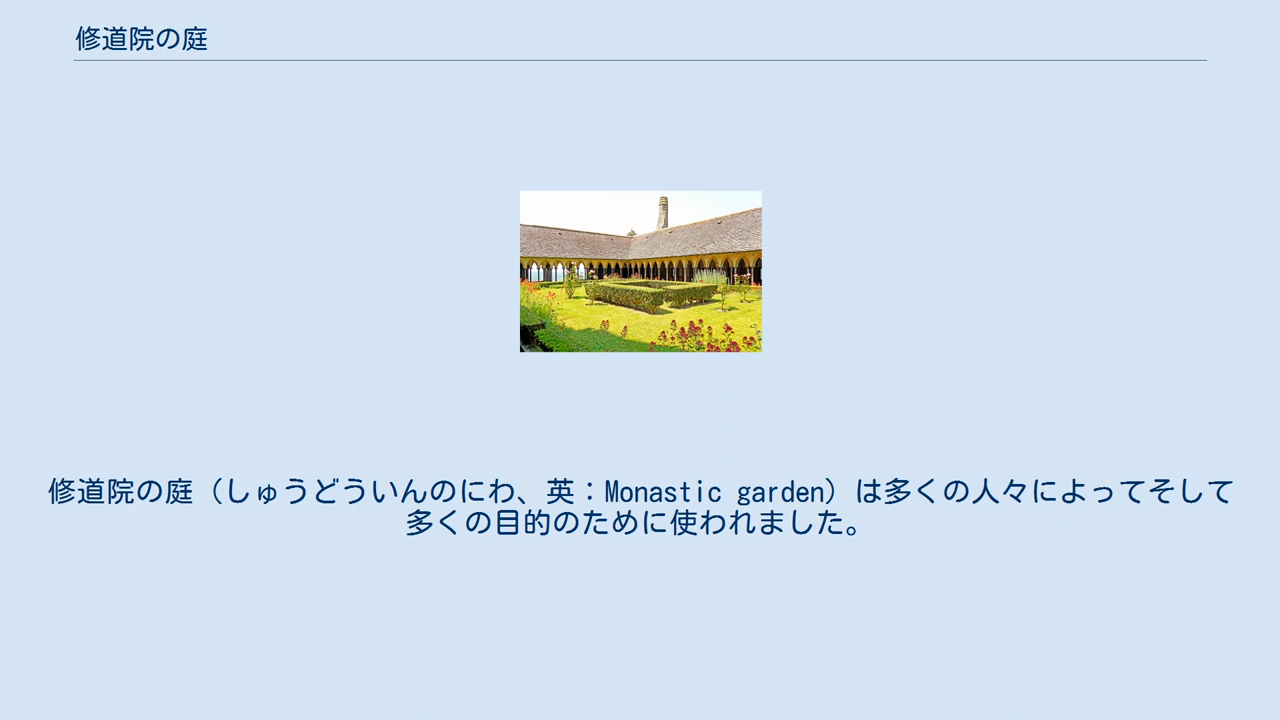 修道院の庭
修道院の庭（しゅうどういんのにわ、英：Monastic garden）は多くの人々によってそして
多くの目的のために使われました。